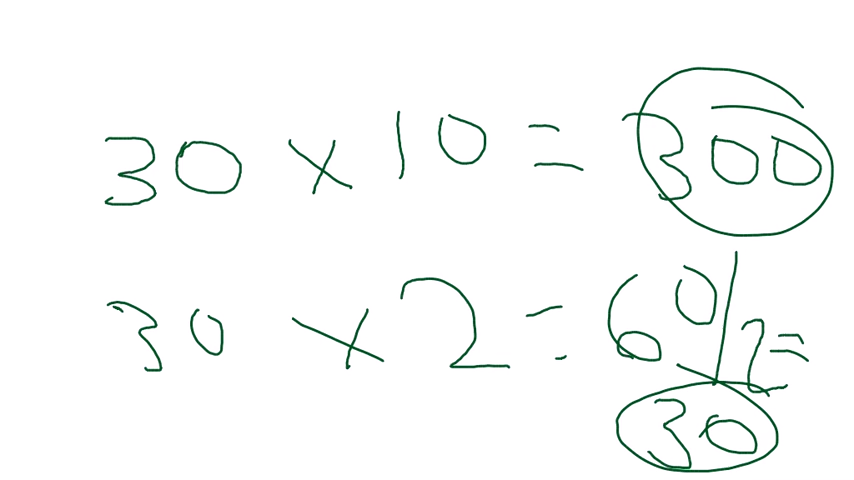 30 x 10 = 300
30 x 2 = 60/2 =
30